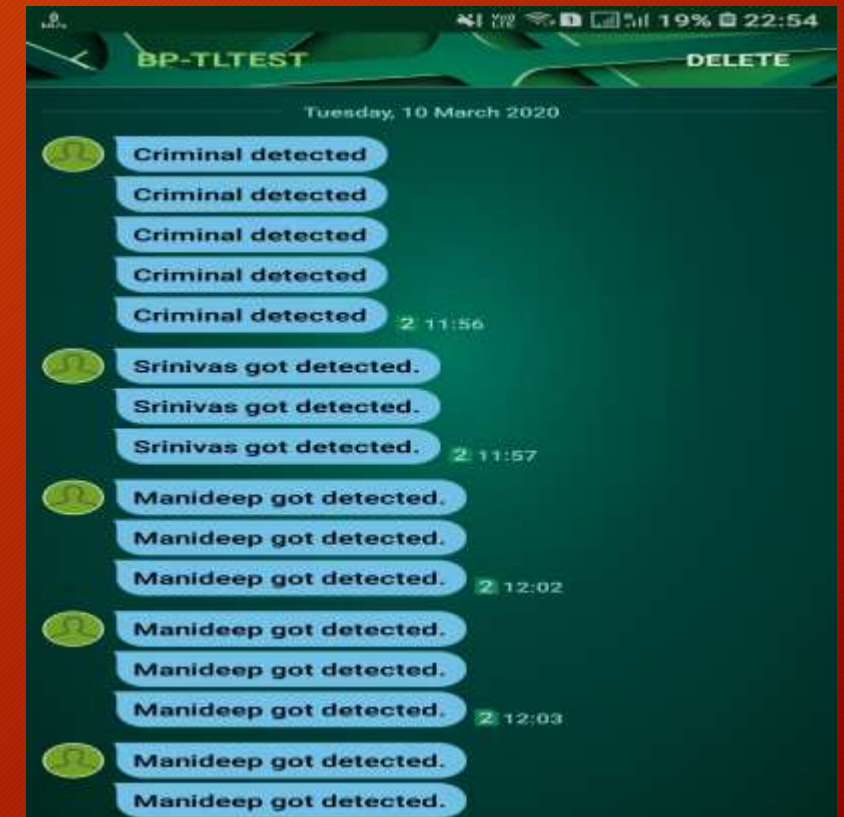 19% 22:54
BP-TLTEST DELETE
Tuesday, 10 March 2020
Criminal detected
Criminal detected
Criminal detected
Criminal detected
Criminal detected
2 11:56
Srinivas got detected.
Srinivas got detected.
Srinivas got detected.
2 11:57
Manideep got detected.
Manideep got detected.
Manideep got detected.
2 12:02
Manideep got detected.
Manideep got detected.
Manideep got detected.
2 12:03
Manideep got detected.
Manideep got detected.